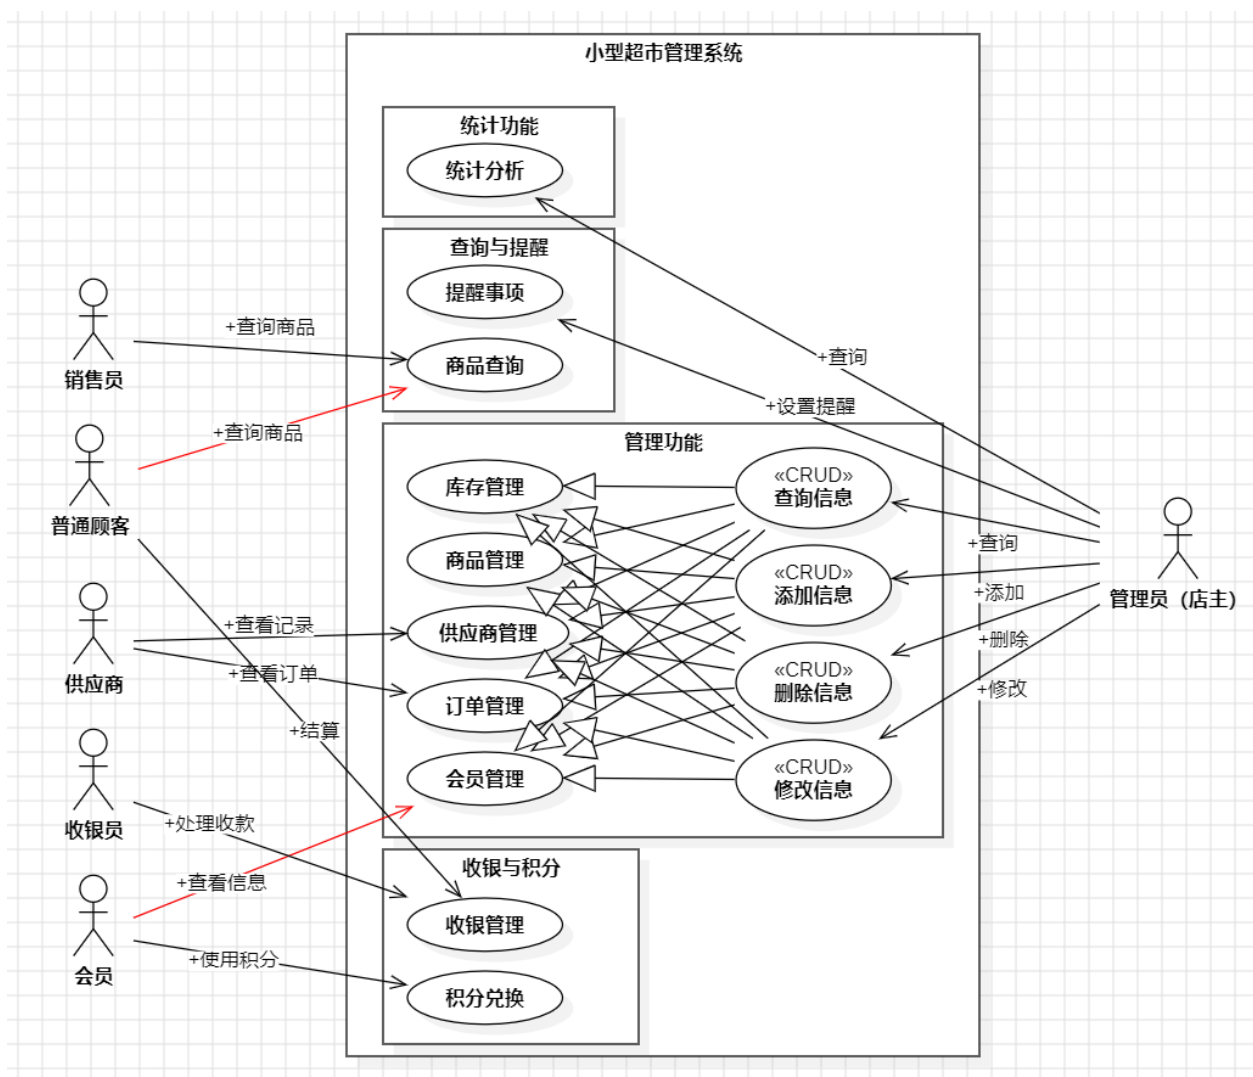 小型超市管理系统
统计功能
统计分析
查询与提醒
提醒事项
商品查询
管理功能
库存管理
商品管理
供应商管理
订单管理
会员管理
«CRUD»
查询信息
«CRUD»
添加信息
«CRUD»
删除信息
«CRUD»
修改信息
收银与积分
收银管理
积分兑换
销售员
普通顾客
供应商
收银员
会员
管理员（店主）
+查询商品
+查询商品
+查看记录
+查看订单
+结算
+处理收款
+查看信息
+使用积分
+查询
+设置提醒
+查询
+添加
+删除
+修改